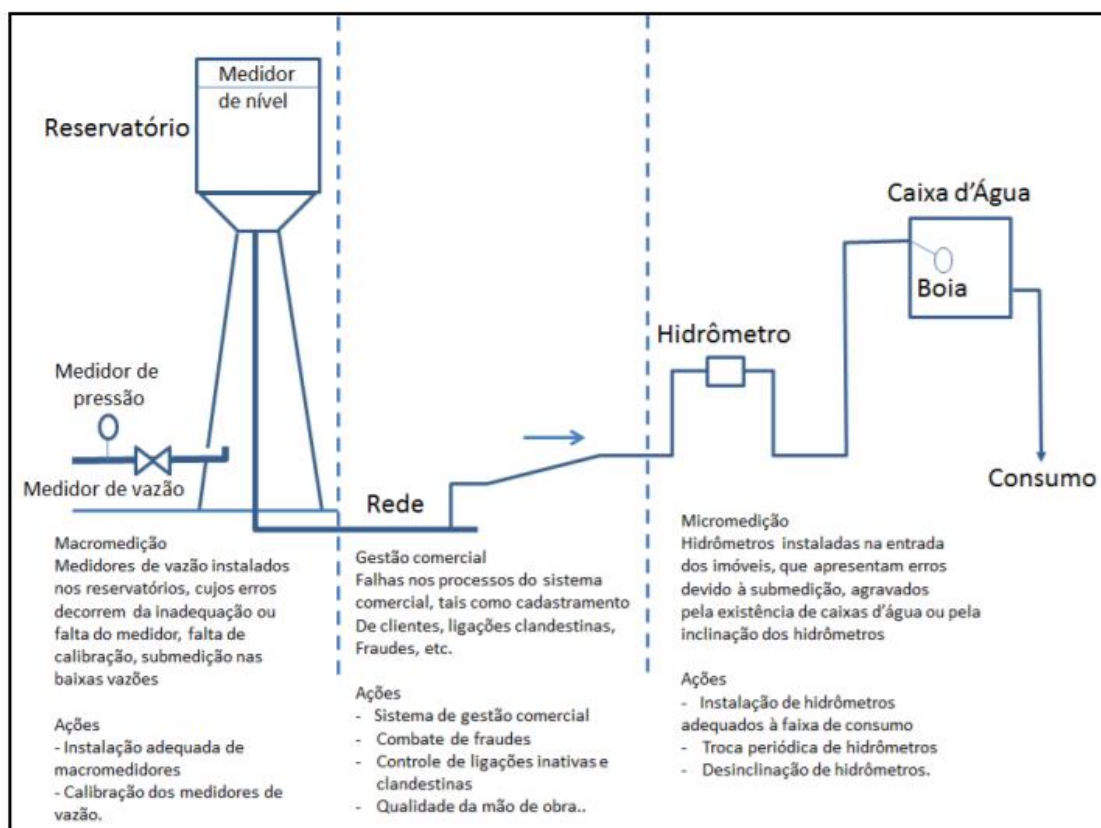 Medidor
de nível
Reservatório
Medidor de
pressão
Medidor de vazão
Macromedição
Medidores de vazão instalados
nos reservatórios, cujos erros
decorrem da inadequação ou
falta do medidor, falta de
calibração, submedição nas
baixas vazões
Ações
- Instalação adequada de
macromedidores
- Calibração dos medidores de
vazão.
Rede
Gestão comercial
Falhas nos processos do sistema
comercial, tais como cadastramento
De clientes, ligações clandestinas,
Fraudes, etc.
Ações
- Sistema de gestão comercial
- Combate de fraudes
- Controle de ligações inativas e
clandestinas
- Qualidade da mão de obra..
Caixa d'Água
Boia
Hidrômetro
Consumo
Micromedição
Hidrômetros instaladas na entrada
dos imóveis, que apresentam erros
devido à submedição, agravados
pela existência de caixas d'água ou pela
inclinação dos hidrômetros
Ações
- Instalação de hidrômetros
adequados à faixa de consumo
- Troca periódica de hidrômetros
- Desinclinação de hidrômetros.